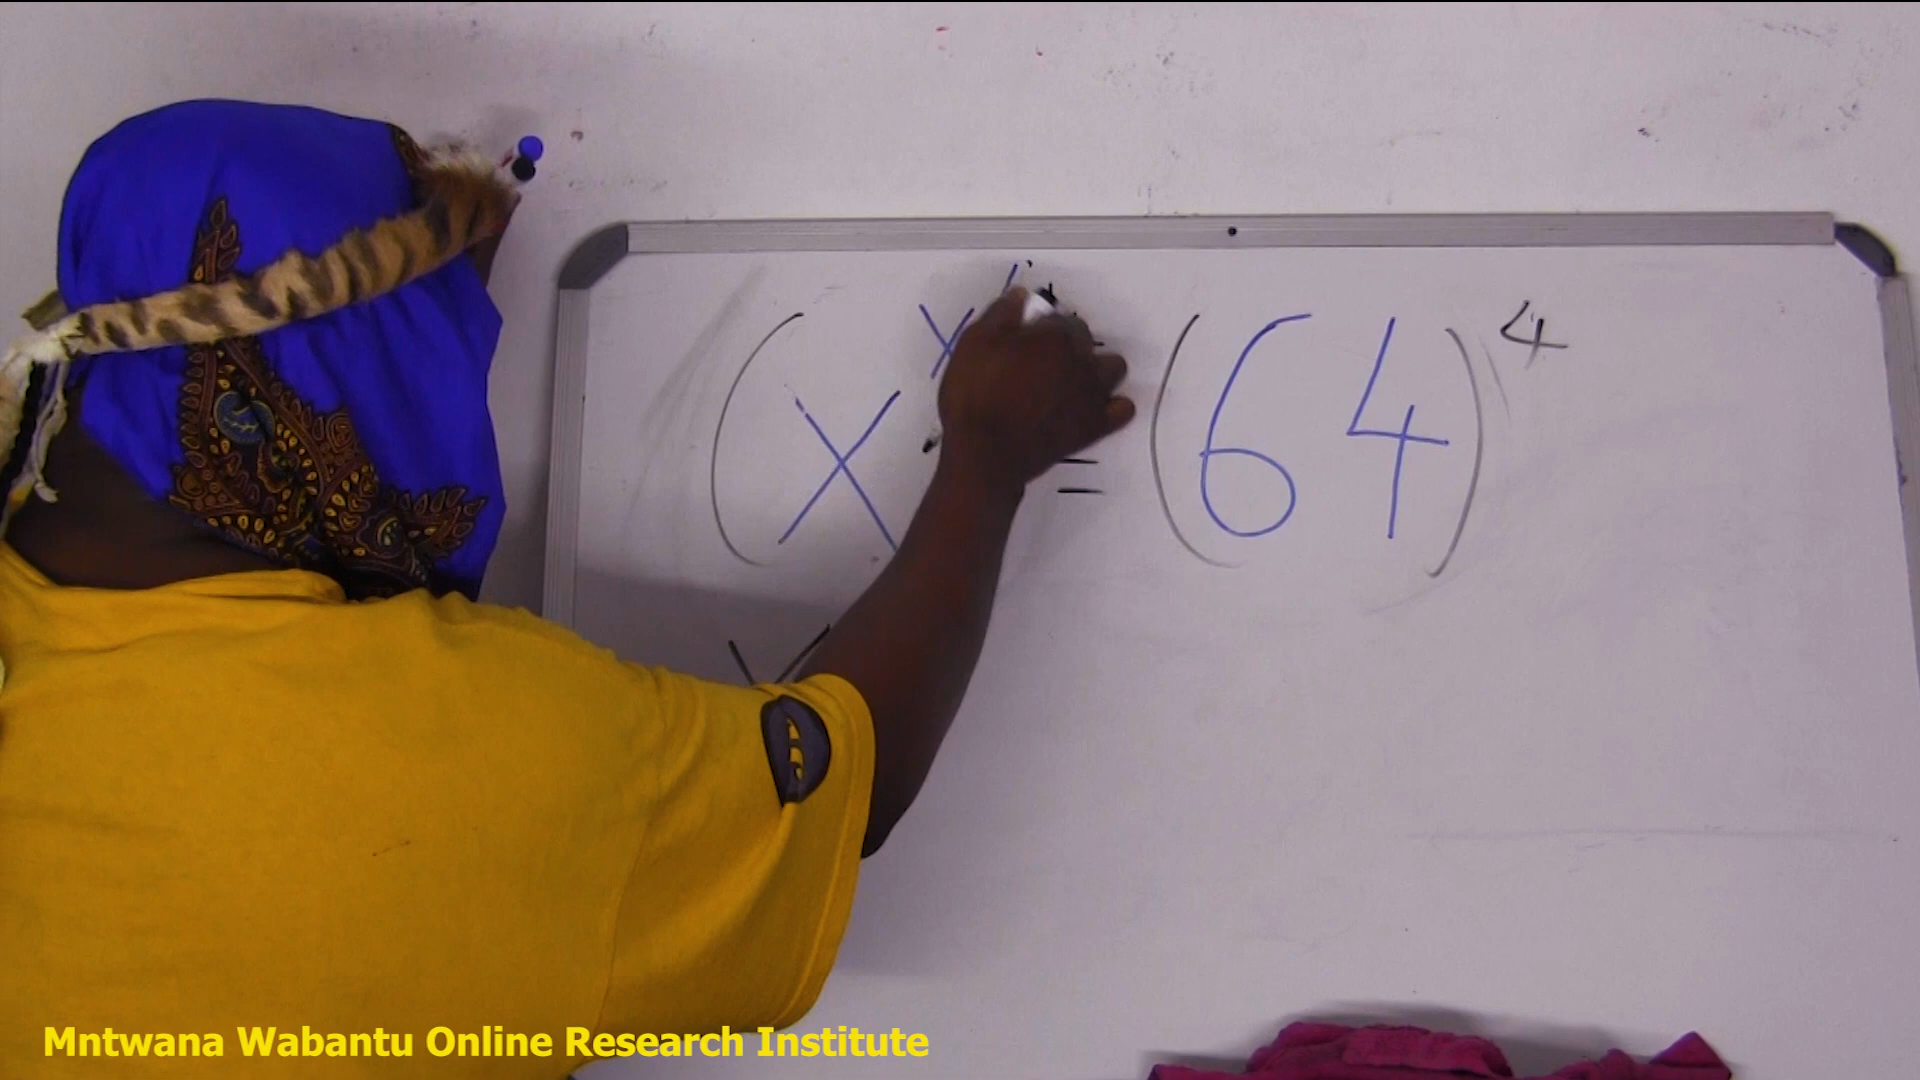 (x^x = (64)^4
Mntwana Wabantu Online Research Institute